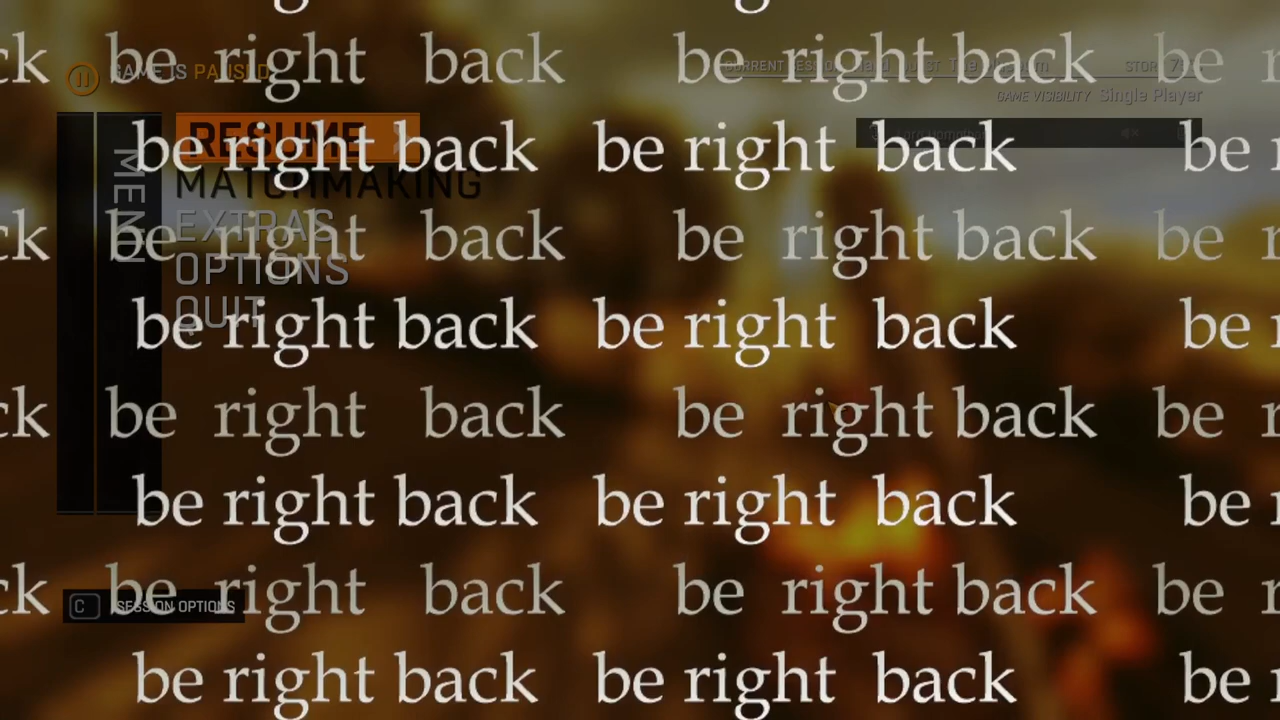 ck be right back be right back be r
GAME IS PAUSED
CURRENT SESSION
GAME VISIBILITY Single Player
RESUME
be right back be right back be r
MENU
MATCHMAKING
EXTRAS
ck be right back be right back be r
OPTIONS
QUIT
be right back be right back be r
ck be right back be right back be r
be right back be right back be r
ck be right back be right back be r
C SESSION OPTIONS
be right back be right back be r